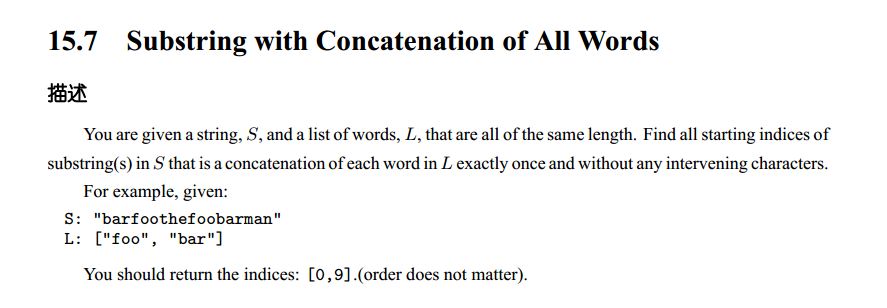 15.7 Substring with Concatenation of All Words
描述
You are given a string, S, and a list of words, L, that are all of the same length. Find all starting indices of
substring(s) in S that is a concatenation of each word in L exactly once and without any intervening characters.
For example, given:
S: "barfoothefoobarman"
L: ["foo", "bar"]
You should return the indices: [0,9].(order does not matter).